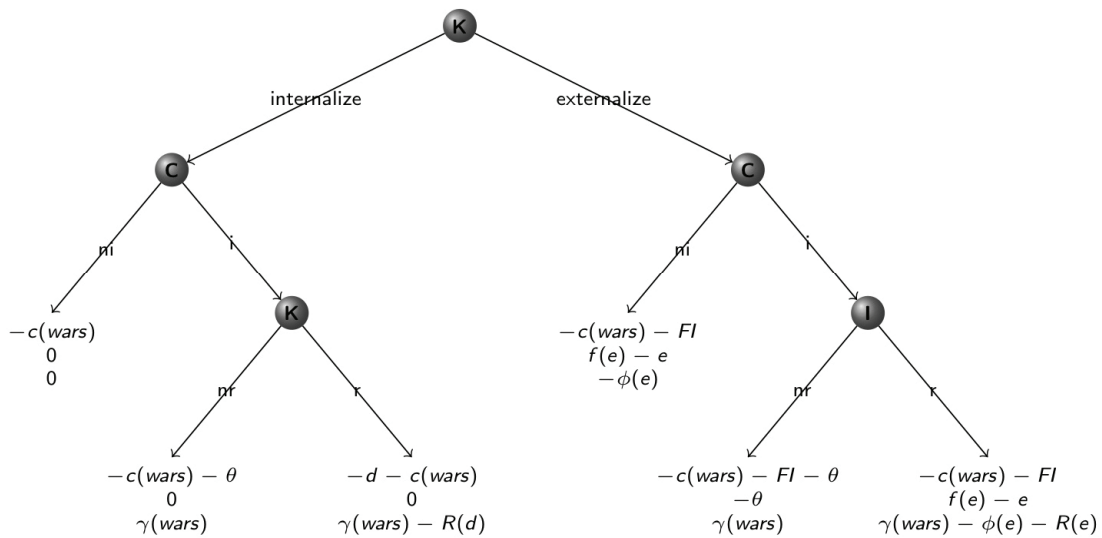 K
internalize
externalize
C
C
ni
i
ni
i
−c(wars)
0
0
K
−c(wars) − FI
f(e) − e
−ϕ(e)
I
nr
r
nr
r
−c(wars) − θ
0
γ(wars)
−d − c(wars)
0
γ(wars) − R(d)
−c(wars) − FI − θ
−θ
γ(wars)
−c(wars) − FI
f(e) − e
γ(wars) − ϕ(e) − R(e)